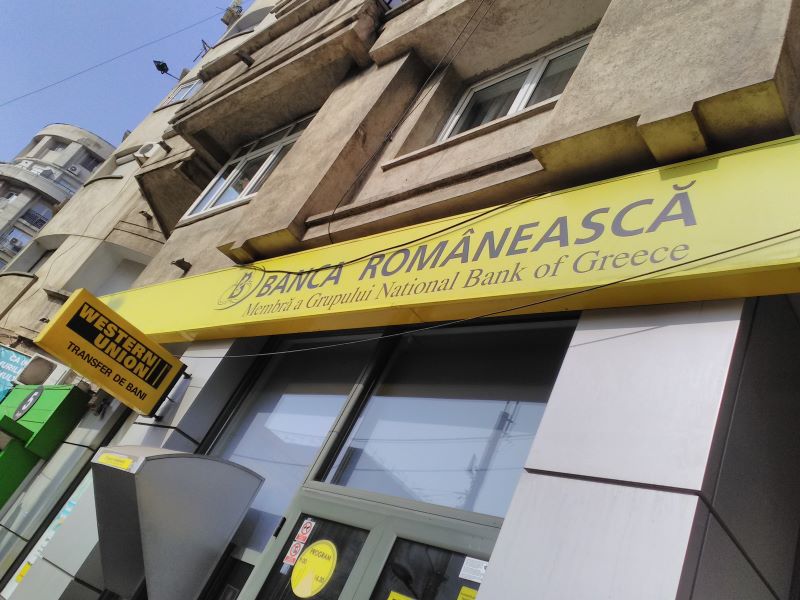 BANCA ROMÂNEASCĂ
Membră a Grupului National Bank of Greece
WESTERN
UNION
TRANSFER DE BANI
PROGRAM